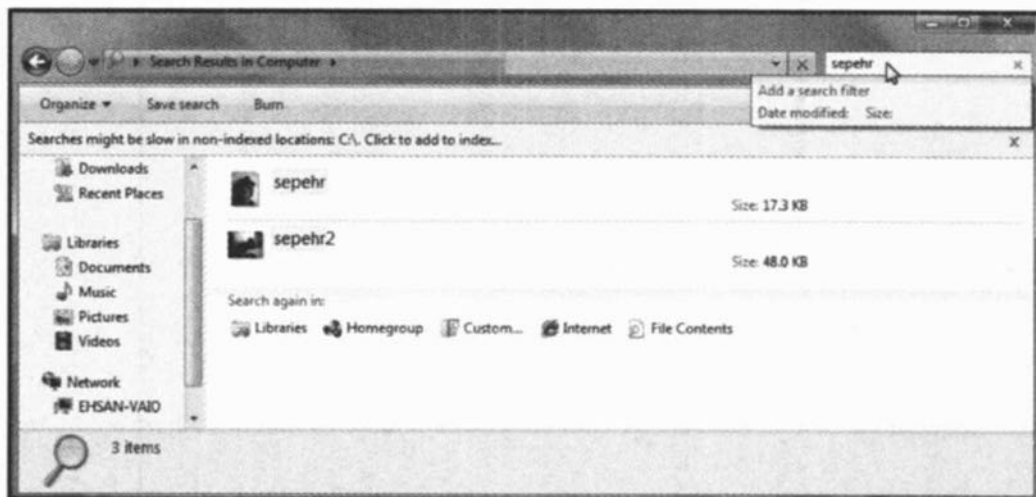 Search Results in Computer
sepehr
Add a search filter
Date modified: Size:
Organize Save search Burn
Searches might be slow in non-indexed locations: C:\. Click to add to index...
Downloads
Recent Places
Libraries
Documents
Music
Pictures
Videos
Network
EHSAN-VAIO
sepehr
Size: 17.3 KB
sepehr2
Size: 48.0 KB
Search again in:
Libraries Homegroup Custom... Internet File Contents
3 items